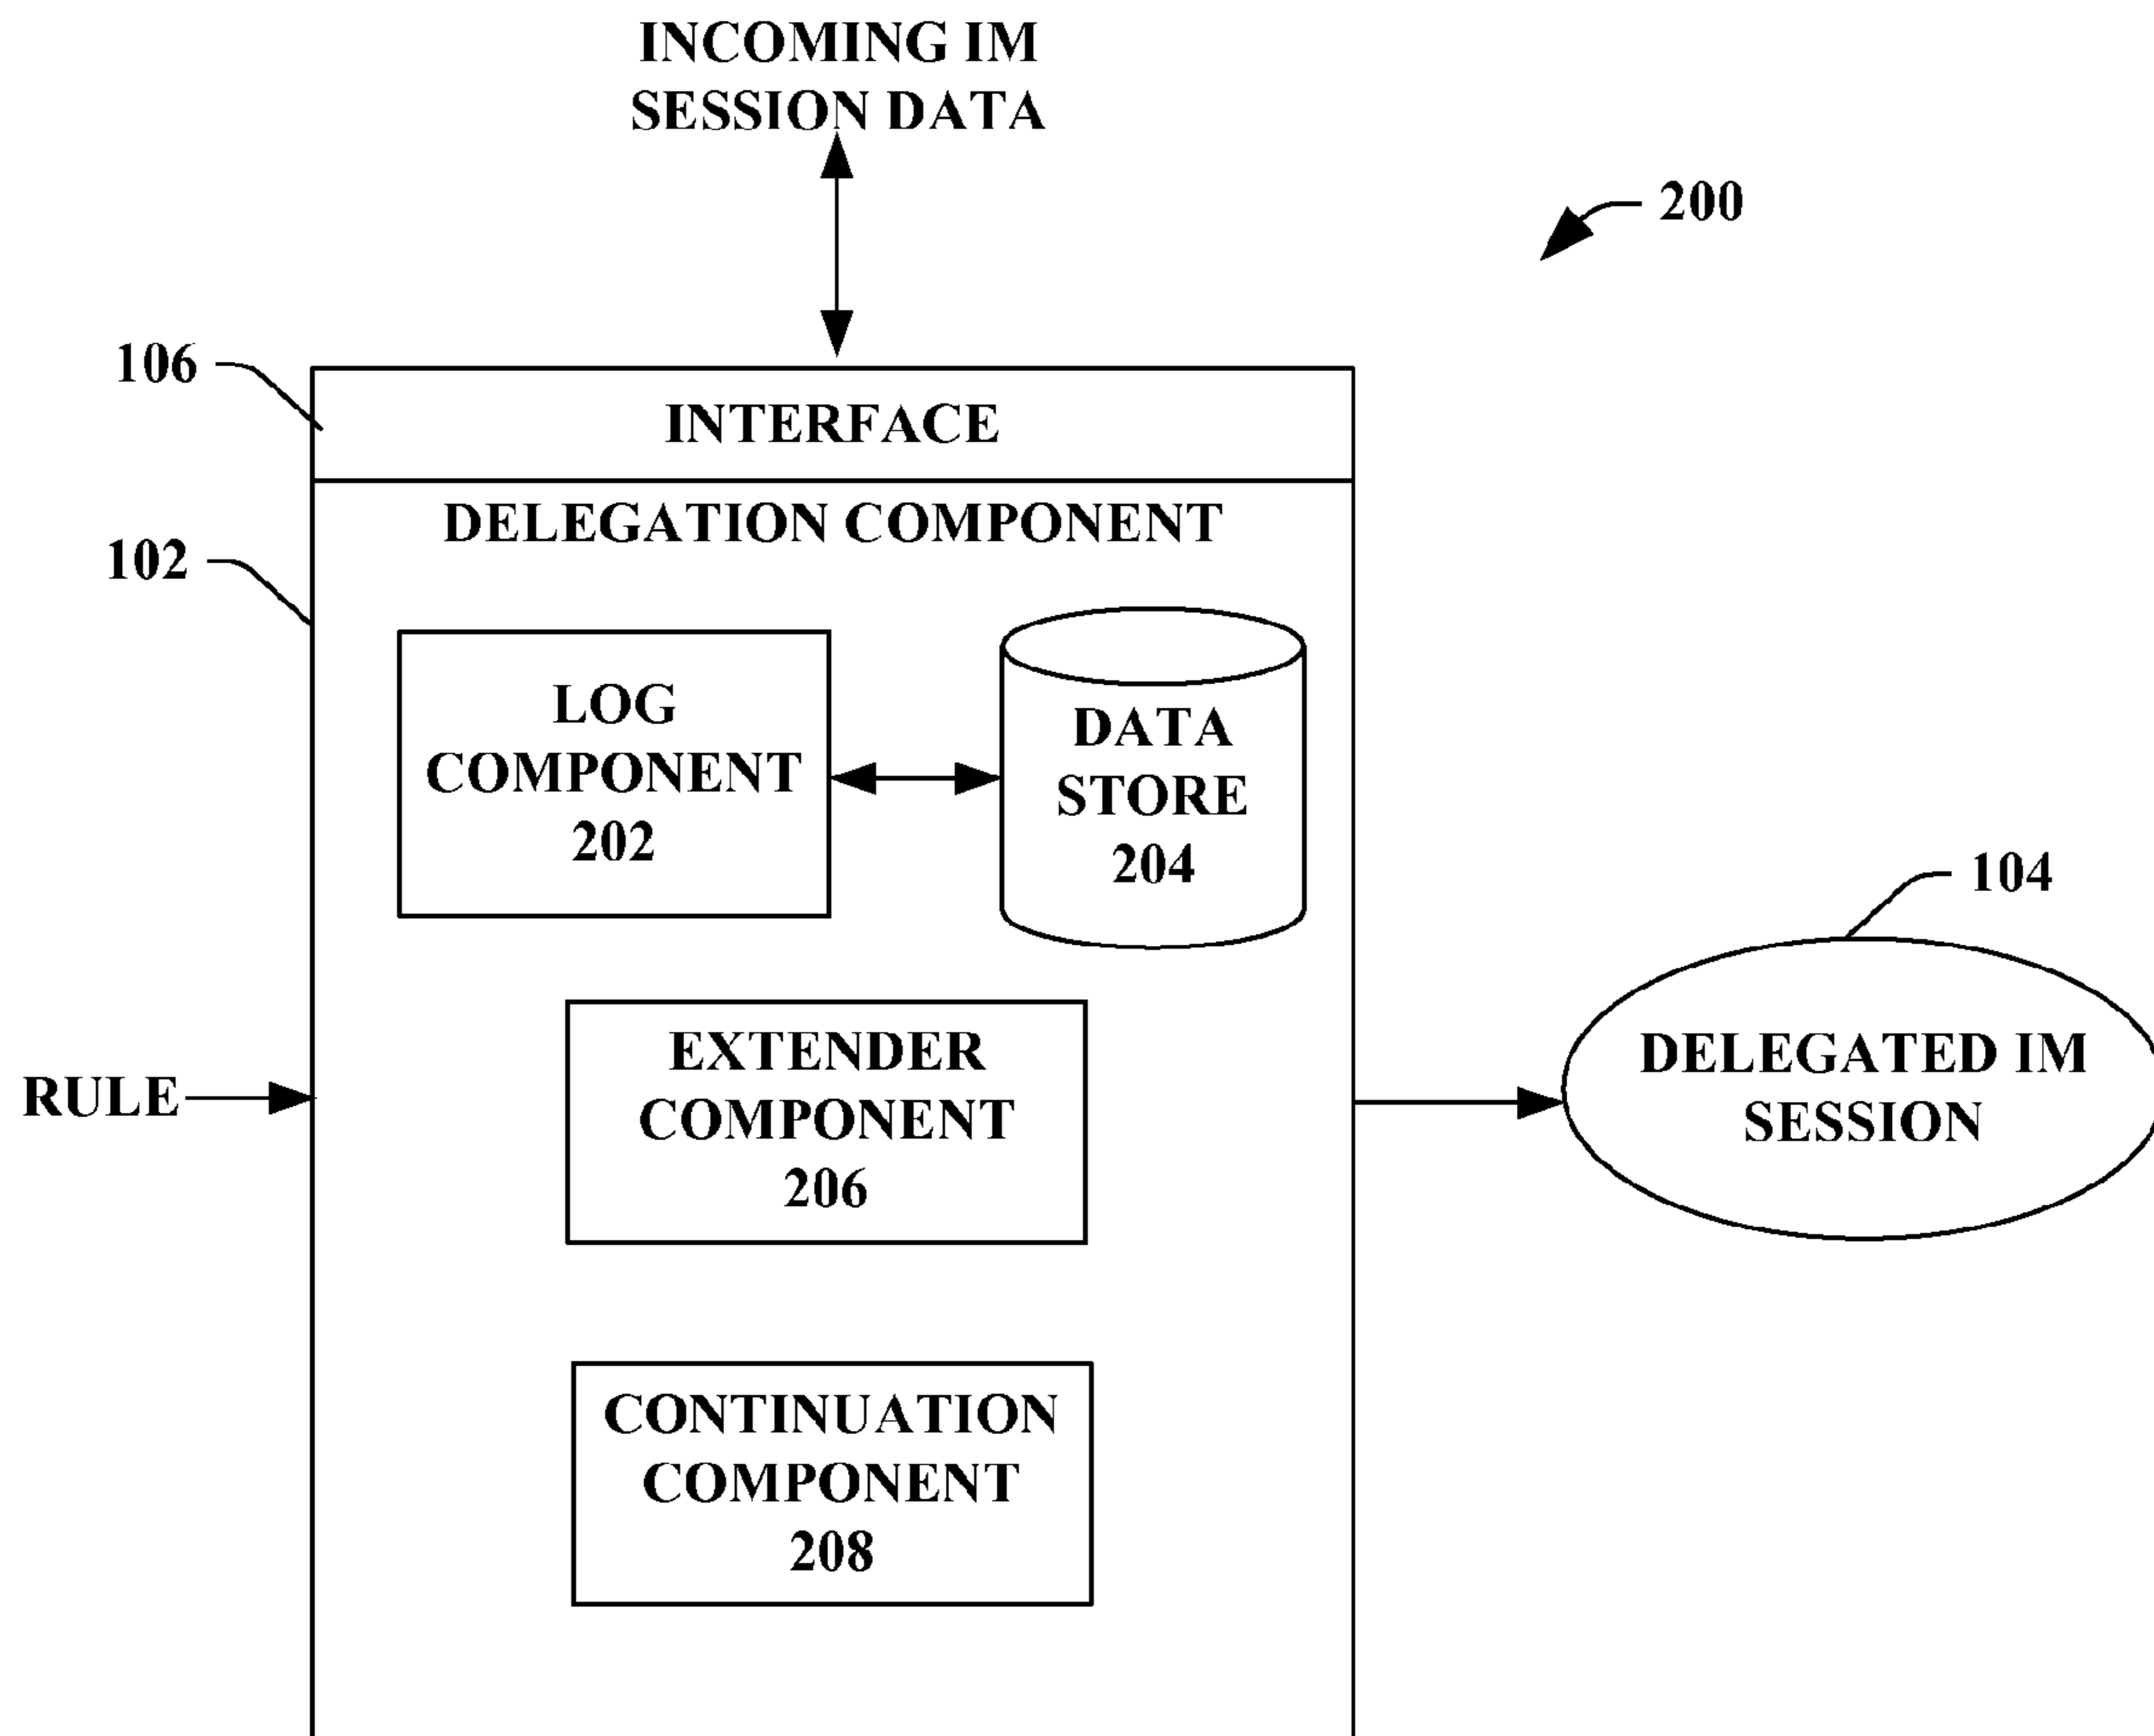 INCOMING IM
SESSION DATA
200
106
INTERFACE
DELEGATION COMPONENT
102
LOG
COMPONENT
202
DATA
STORE
204
104
EXTENDER
COMPONENT
206
RULE
DELEGATED IM
SESSION
CONTINUATION
COMPONENT
208